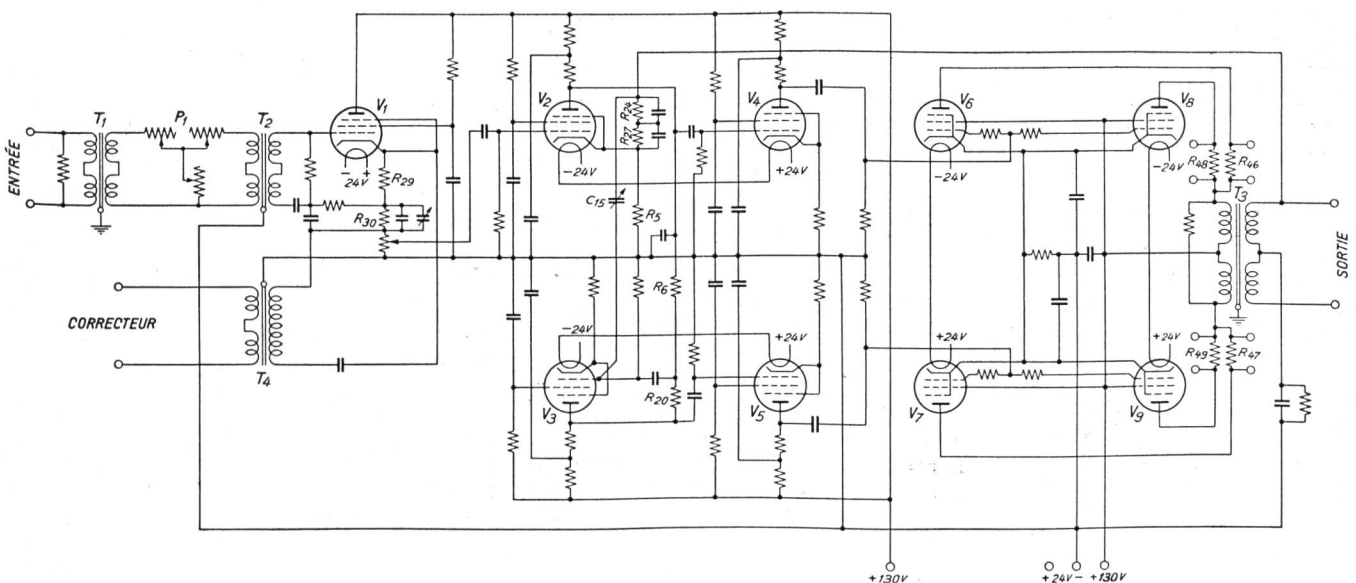 V1
V2
V4
V6
V8
T1
P1
T2
R24
R27
ENTRÉE
- 24V +
R29
-24V
+24V
-24V
-24V
R48
R46
C15
T3
R30
R5
SORTIE
R6
CORRECTEUR
-24V
+24V
+24V
+24V
R49
R47
T4
R20
V3
V5
V7
V9
+130V
+24V- +130V